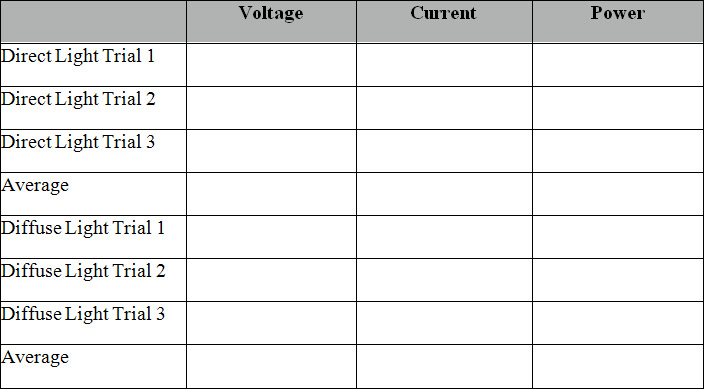 Voltage Current Power
Direct Light Trial 1
Direct Light Trial 2
Direct Light Trial 3
Average
Diffuse Light Trial 1
Diffuse Light Trial 2
Diffuse Light Trial 3
Average